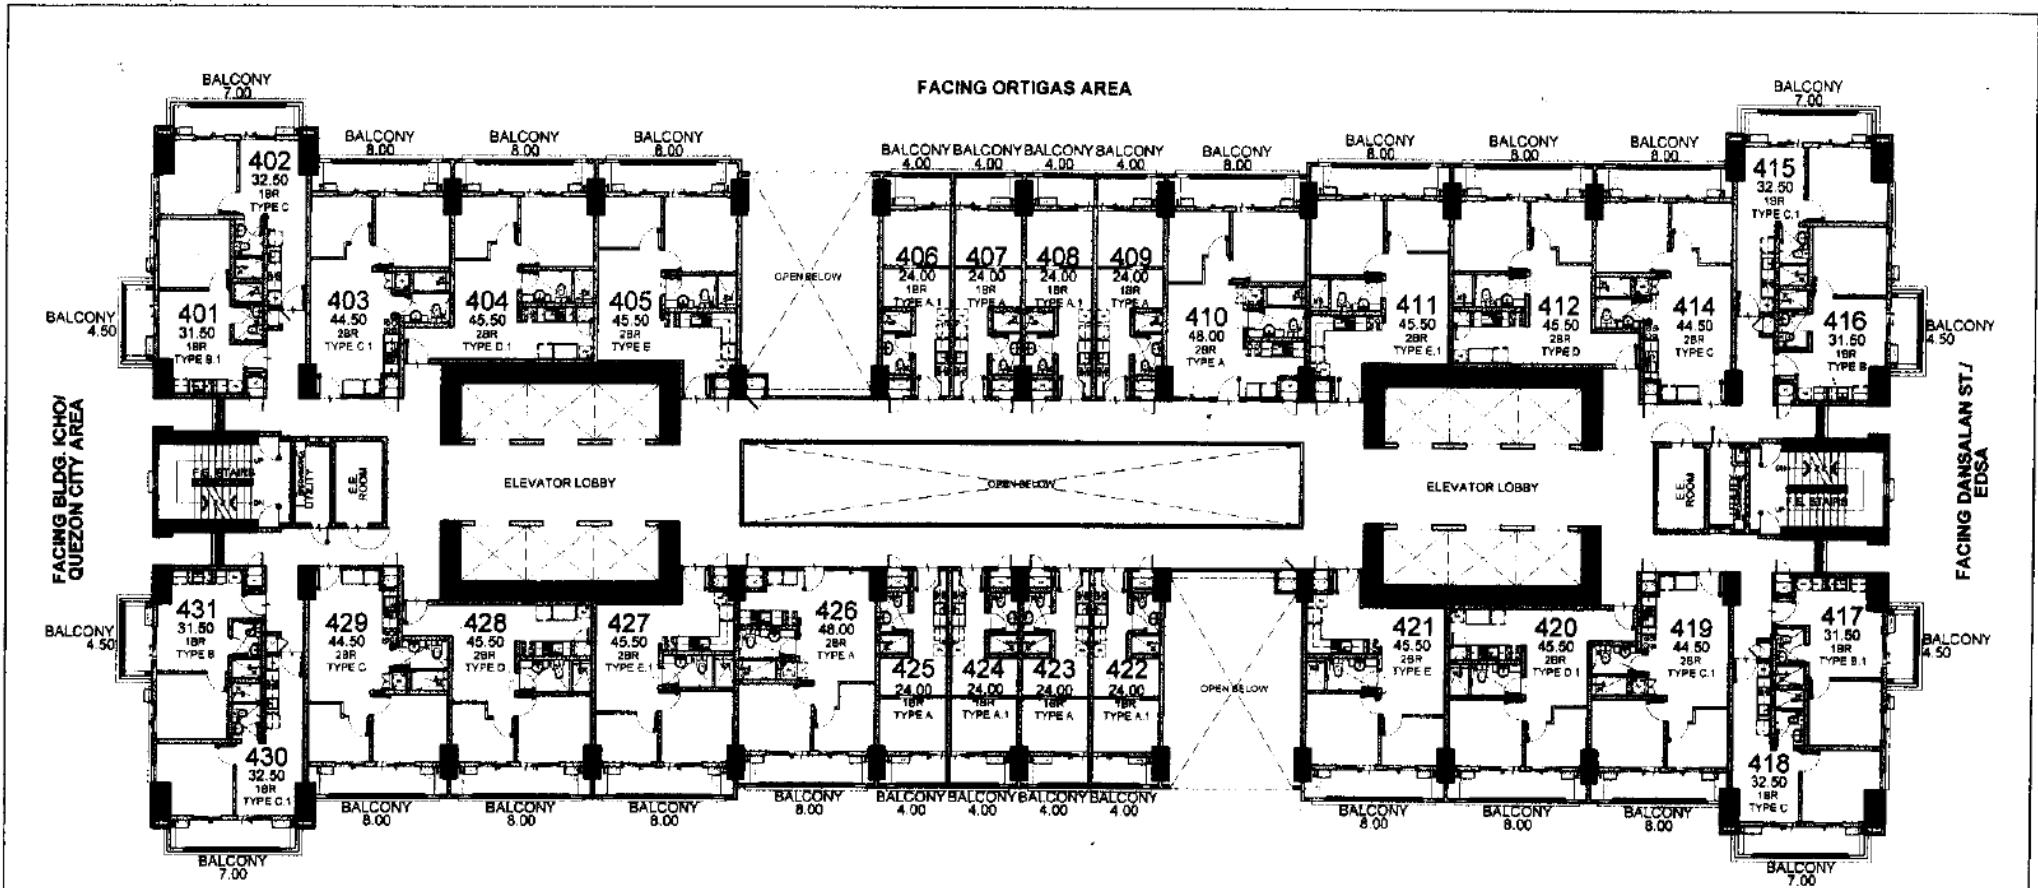 FACING ORTIGAS AREA
BALCONY
7.00
BALCONY
8.00
BALCONY
8.00
BALCONY
8.00
BALCONY
4.00
BALCONY
4.00
BALCONY
4.00
BALCONY
4.00
BALCONY
8.00
BALCONY
8.00
BALCONY
8.00
BALCONY
8.00
BALCONY
7.00
402
32.50
1BR
TYPE C
BALCONY
4.50
401
31.50
1BR
TYPE B.1
403
44.50
2BR
TYPE C.1
404
45.50
2BR
TYPE D.1
405
45.50
2BR
TYPE E
OPEN BELOW
406
24.00
1BR
TYPE A.1
407
24.00
1BR
TYPE A
408
24.00
1BR
TYPE A.1
409
24.00
1BR
TYPE A
410
48.00
2BR
TYPE A
411
45.50
2BR
TYPE E.1
412
45.50
2BR
TYPE D
414
44.50
2BR
TYPE C
415
32.50
1BR
TYPE C.1
416
31.50
1BR
TYPE B
BALCONY
4.50
FACING BLDG. ICHO/
QUEZON CITY AREA
F.E. STAIRS
UTILITY
E.E.
ROOM
ELEVATOR LOBBY
OPEN BELOW
ELEVATOR LOBBY
E.E.
ROOM
F.E. STAIRS
FACING DANSALAN ST./
EDSA
BALCONY
4.50
431
31.50
1BR
TYPE B
430
32.50
1BR
TYPE C.1
429
44.50
2BR
TYPE C
428
45.50
2BR
TYPE D
427
45.50
2BR
TYPE E.1
426
48.00
2BR
TYPE A
425
24.00
1BR
TYPE A
424
24.00
1BR
TYPE A.1
423
24.00
1BR
TYPE A
422
24.00
1BR
TYPE A.1
OPEN BELOW
421
45.50
2BR
TYPE E
420
45.50
2BR
TYPE D.1
419
44.50
2BR
TYPE C.1
417
31.50
1BR
TYPE B.1
BALCONY
4.50
418
32.50
1BR
TYPE C
BALCONY
7.00
BALCONY
8.00
BALCONY
8.00
BALCONY
8.00
BALCONY
8.00
BALCONY
4.00
BALCONY
4.00
BALCONY
4.00
BALCONY
4.00
BALCONY
8.00
BALCONY
8.00
BALCONY
8.00
BALCONY
7.00